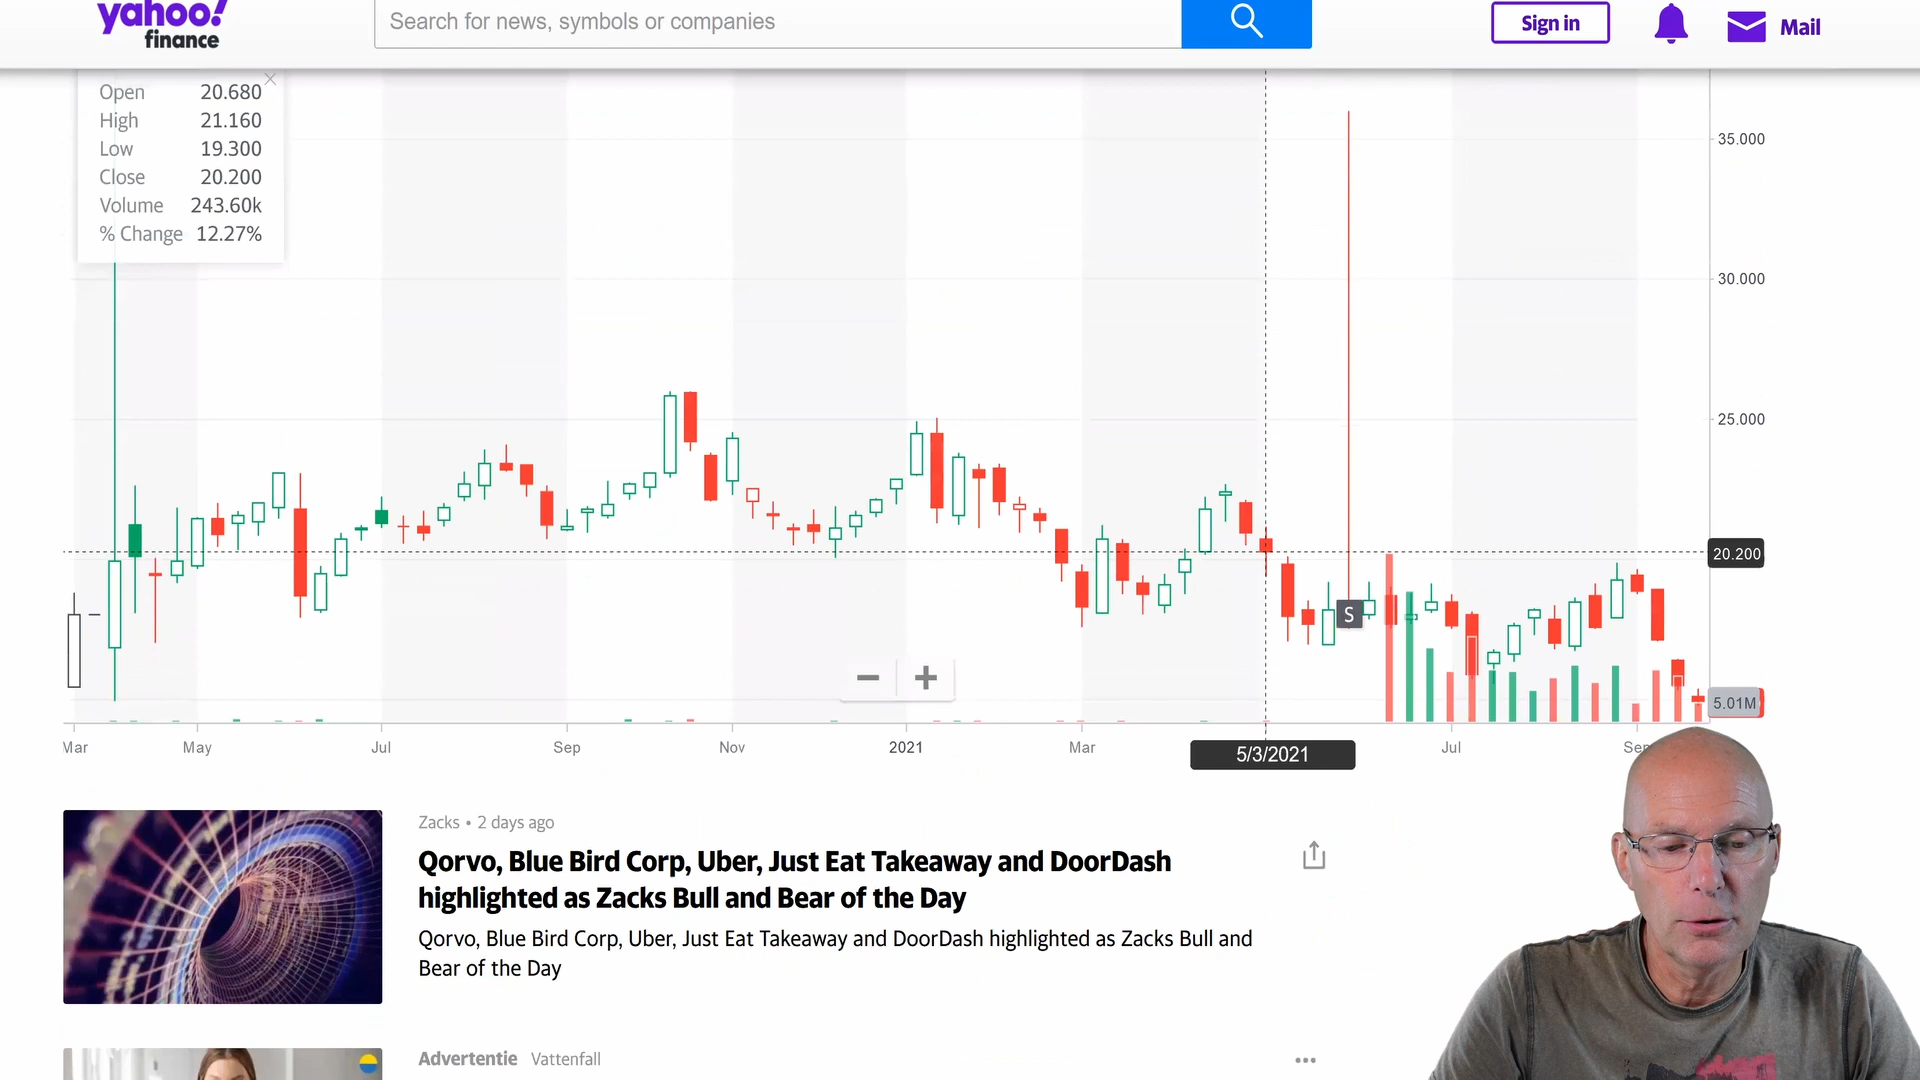 yahoo!
finance
Search for news, symbols or companies
Sign in
Mail
Open 20.680
High 21.160
Low 19.300
Close 20.200
Volume 243.60k
% Change 12.27%
35.000
30.000
25.000
20.200
S
5.01M
Mar May Jul Sep Nov 2021 Mar 5/3/2021 Jul Sep
Zacks • 2 days ago
Qorvo, Blue Bird Corp, Uber, Just Eat Takeaway and DoorDash
highlighted as Zacks Bull and Bear of the Day
Qorvo, Blue Bird Corp, Uber, Just Eat Takeaway and DoorDash highlighted as Zacks Bull and
Bear of the Day
Advertentie Vattenfall